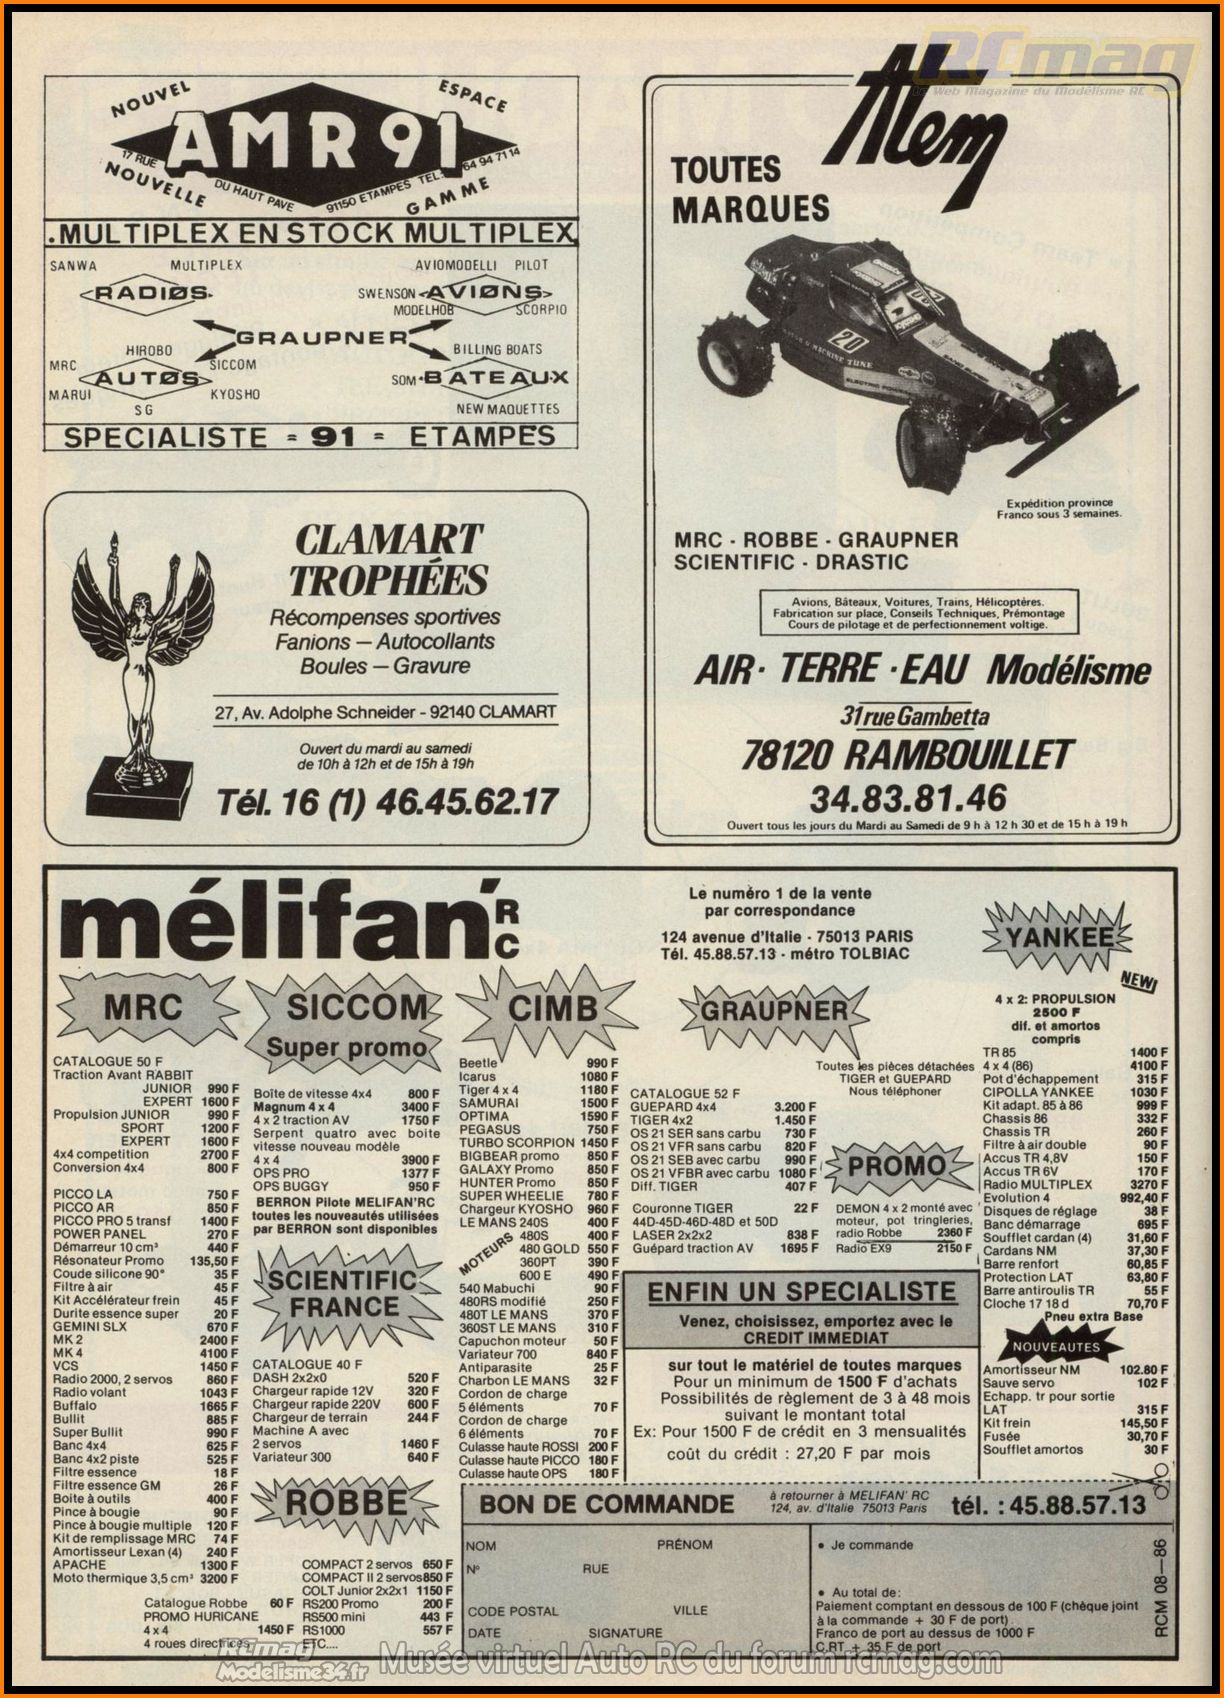 RCmag
Le Web Magazine du Modélisme RC
NOUVEL ESPACE
AMR 91
17 RUE DU HAUT PAVE 91150 ETAMPES TEL: 64 94 71 14
NOUVELLE GAMME
.MULTIPLEX EN STOCK MULTIPLEX
SANWA MULTIPLEX
RADIØS
AVIOMODELLI PILOT
SWENSON AVIØNS
MODELHOB SCORPIO
GRAUPNER
HIROBO
MRC SICCOM
AUTØS
MARUI KYOSHO
SG
BILLING BOATS
SOM BATEAUX
NEW MAQUETTES
SPECIALISTE = 91 = ETAMPES
CLAMART
TROPHÉES
Récompenses sportives
Fanions — Autocollants
Boules — Gravure
27, Av. Adolphe Schneider - 92140 CLAMART
Ouvert du mardi au samedi
de 10h à 12h et de 15h à 19h
Tél. 16 (1) 46.45.62.17
Alem
TOUTES
MARQUES
20
Expédition province
Franco sous 3 semaines.
MRC - ROBBE - GRAUPNER
SCIENTIFIC - DRASTIC
Avions, Bâteaux, Voitures, Trains, Hélicoptères.
Fabrication sur place, Conseils Techniques, Prémontage
Cours de pilotage et de perfectionnement voltige.
AIR · TERRE · EAU Modélisme
31 rue Gambetta
78120 RAMBOUILLET
34.83.81.46
Ouvert tous les jours du Mardi au Samedi de 9 h à 12 h 30 et de 15 h à 19 h
mélifan'RC
Le numéro 1 de la vente
par correspondance
124 avenue d'Italie - 75013 PARIS
Tél. 45.88.57.13 - métro TOLBIAC
MRC
CATALOGUE 50 F
Traction Avant RABBIT
JUNIOR 990 F
EXPERT 1600 F
Propulsion JUNIOR 990 F
SPORT 1200 F
EXPERT 1600 F
4x4 competition 2700 F
Conversion 4x4 800 F
PICCO LA 750 F
PICCO AR 850 F
PICCO PRO 5 transf 1400 F
POWER PANEL 270 F
Démarreur 10 cm³ 440 F
Résonateur Promo 135,50 F
Coude silicone 90° 35 F
Filtre à air 45 F
Kit Accélérateur frein 45 F
Durite essence super 20 F
GEMINI SLX 670 F
MK 2 2400 F
MK 4 4100 F
VCS 1450 F
Radio 2000, 2 servos 860 F
Radio volant 1043 F
Buffalo 1665 F
Bullit 885 F
Super Bullit 990 F
Banc 4x4 625 F
Banc 4x2 piste 525 F
Filtre essence 18 F
Filtre essence GM 26 F
Boite à outils 400 F
Pince à bougie 90 F
Pince à bougie multiple 120 F
Kit de remplissage MRC 74 F
Amortisseur Lexan (4) 240 F
APACHE 1300 F
Moto thermique 3,5 cm³ 3200 F
Catalogue Robbe 60 F
PROMO HURICANE
4 x 4 1450 F
4 roues directrices
SICCOM
Super promo
Boîte de vitesse 4x4 800 F
Magnum 4 x 4 3400 F
4 x 2 traction AV 1750 F
Serpent quatro avec boite
vitesse nouveau modèle
4 x 4 3900 F
OPS PRO 1377 F
OPS BUGGY 950 F
BERRON Pilote MELIFAN'RC
toutes les nouveautés utilisées
par BERRON sont disponibles
SCIENTIFIC
FRANCE
CATALOGUE 40 F
DASH 2x2x0 520 F
Chargeur rapide 12V 320 F
Chargeur rapide 220V 600 F
Chargeur de terrain 244 F
Machine A avec
2 servos 1460 F
Variateur 300 640 F
ROBBE
COMPACT 2 servos 650 F
COMPACT II 2 servos 850 F
COLT Junior 2x2x1 1150 F
RS200 Promo 200 F
RS500 mini 443 F
RS1000 557 F
ETC....
CIMB
Beetle 990 F
Icarus 1080 F
Tiger 4 x 4 1180 F
SAMURAI 1500 F
OPTIMA 1590 F
PEGASUS 750 F
TURBO SCORPION 1450 F
BIGBEAR promo 850 F
GALAXY Promo 850 F
HUNTER Promo 850 F
SUPER WHEELIE 780 F
Chargeur KYOSHO 960 F
LE MANS 240S 400 F
MOTEURS
480S 400 F
480 GOLD 550 F
360PT 390 F
600 E 490 F
540 Mabuchi 90 F
480RS modifié 250 F
480T LE MANS 370 F
360ST LE MANS 310 F
Capuchon moteur 50 F
Variateur 700 840 F
Antiparasite 25 F
Charbon LE MANS 32 F
Cordon de charge
5 éléments 70 F
Cordon de charge
6 éléments 70 F
Culasse haute ROSSI 200 F
Culasse haute PICCO 180 F
Culasse haute OPS 180 F
GRAUPNER
Toutes les pièces détachées
TIGER et GUEPARD
Nous téléphoner
CATALOGUE 52 F
GUEPARD 4x4 3.200 F
TIGER 4x2 1.450 F
OS 21 SER sans carbu 730 F
OS 21 VFR sans carbu 820 F
OS 21 SEB avec carbu 990 F
OS 21 VFBR avec carbu 1080 F
Diff. TIGER 407 F
Couronne TIGER 22 F
44D-45D-46D-48D et 50D
LASER 2x2x2 838 F
Guépard traction AV 1695 F
PROMO
DEMON 4 x 2 monté avec
moteur, pot tringleries,
radio Robbe 2360 F
Radio EX9 2150 F
ENFIN UN SPECIALISTE
Venez, choisissez, emportez avec le
CREDIT IMMEDIAT
sur tout le matériel de toutes marques
Pour un minimum de 1500 F d'achats
Possibilités de règlement de 3 à 48 mois
suivant le montant total
Ex: Pour 1500 F de crédit en 3 mensualités
coût du crédit : 27,20 F par mois
YANKEE
NEW!
4 x 2: PROPULSION
2500 F
dif. et amortos
compris
TR 85 1400 F
4 x 4 (86) 4100 F
Pot d'échappement 315 F
CIPOLLA YANKEE 1030 F
Kit adapt. 85 à 86 999 F
Chassis 86 332 F
Chassis TR 260 F
Filtre à air double 90 F
Accus TR 4,8V 150 F
Accus TR 6V 170 F
Radio MULTIPLEX 3270 F
Evolution 4 992,40 F
Disques de réglage 38 F
Banc démarrage 695 F
Soufflet cardan (4) 31,60 F
Cardans NM 37,30 F
Barre renfort 60,85 F
Protection LAT 63,80 F
Barre antiroulis TR 55 F
Cloche 17 18 d 70,70 F
Pneu extra Base
NOUVEAUTES
Amortisseur NM 102.80 F
Sauve servo 102 F
Echapp. tr pour sortie
LAT 315 F
Kit frein 145,50 F
Fusée 30,70 F
Soufflet amortos 30 F
BON DE COMMANDE
à retourner à MELIFAN' RC
124, av. d'Italie 75013 Paris
tél. : 45.88.57.13
NOM PRÉNOM
N° RUE
CODE POSTAL VILLE
DATE SIGNATURE
• Je commande
• Au total de:
Paiement comptant en dessous de 100 F (chèque joint
à la commande + 30 F de port)
Franco de port au dessus de 1000 F
C.RT + 35 F de port
RCM 08—86
RCmag
Modelisme34.fr
Musée virtuel Auto RC du forum rcmag.com